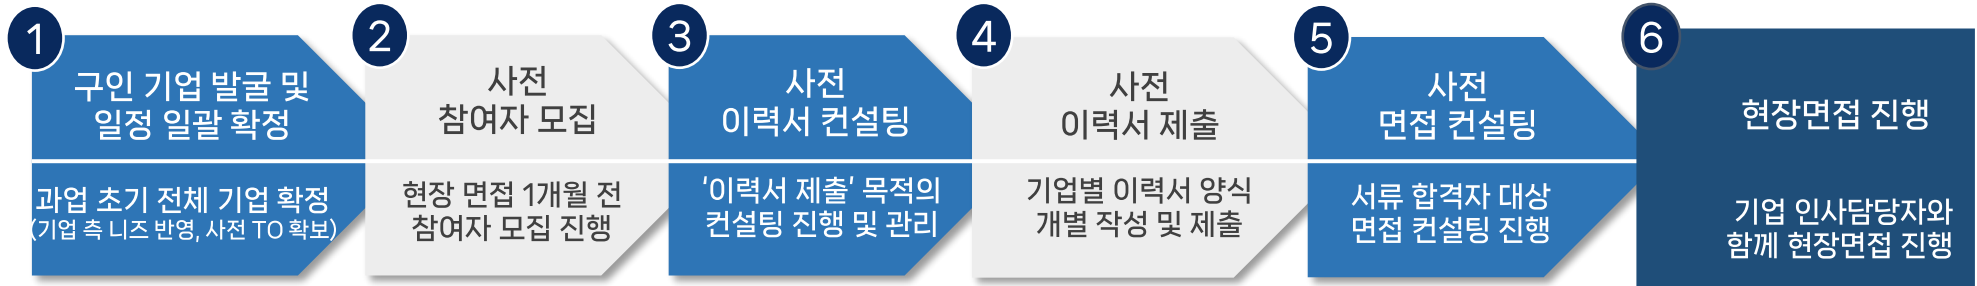 1
구인 기업 발굴 및
일정 일괄 확정
과업 초기 전체 기업 확정
(기업 측 니즈 반영, 사전 TO 확보)
2
사전
참여자 모집
현장 면접 1개월 전
참여자 모집 진행
3
사전
이력서 컨설팅
‘이력서 제출’ 목적의
컨설팅 진행 및 관리
4
사전
이력서 제출
기업별 이력서 양식
개별 작성 및 제출
5
사전
면접 컨설팅
서류 합격자 대상
면접 컨설팅 진행
6
현장면접 진행
기업 인사담당자와
함께 현장면접 진행